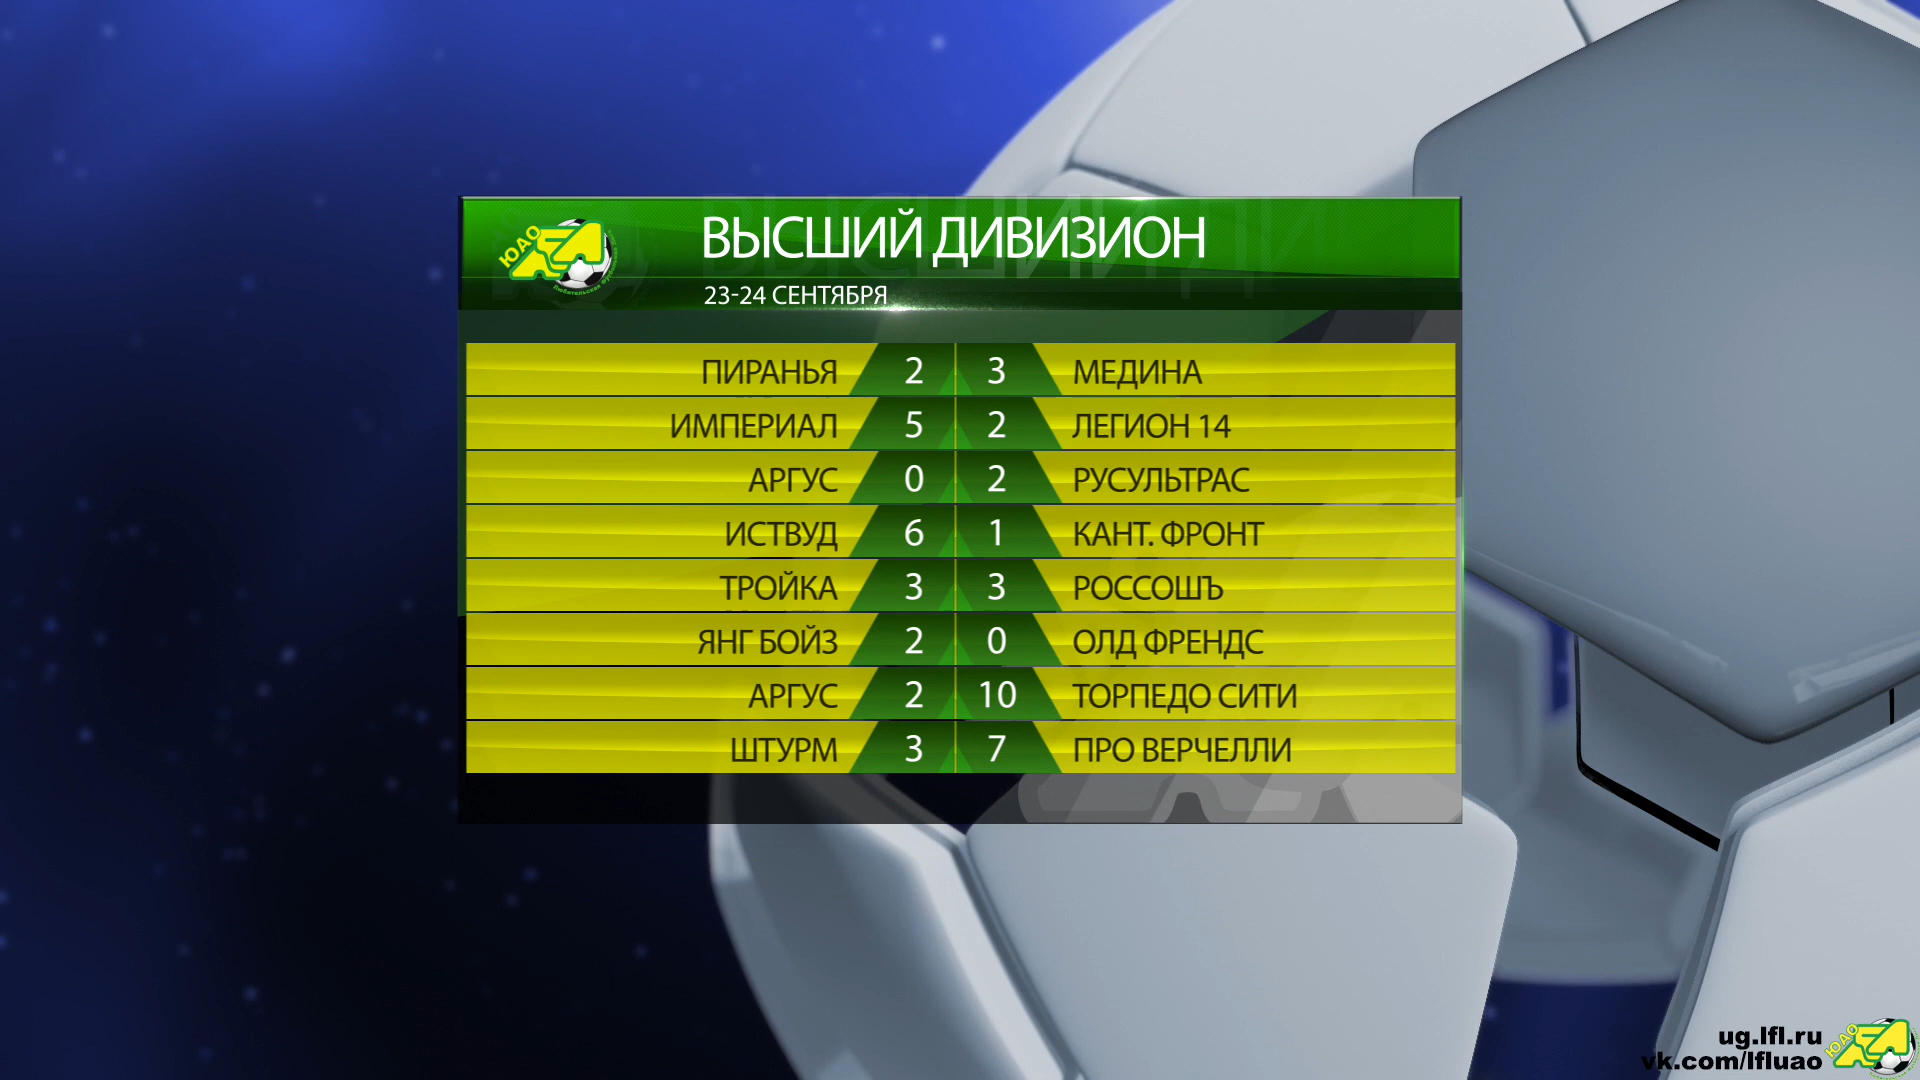 ВЫСШИЙ ДИВИЗИОН
23-24 СЕНТЯБРЯ
ЮАО
ПИРАНЬЯ 2 3 МЕДИНА
ИМПЕРИАЛ 5 2 ЛЕГИОН 14
АРГУС 0 2 РУСУЛЬТРАС
ИСТВУД 6 1 КАНТ. ФРОНТ
ТРОЙКА 3 3 РОССОШЪ
ЯНГ БОЙЗ 2 0 ОЛД ФРЕНДС
АРГУС 2 10 ТОРПЕДО СИТИ
ШТУРМ 3 7 ПРО ВЕРЧЕЛЛИ
ug.lfl.ru
vk.com/lfluao
ЮАО